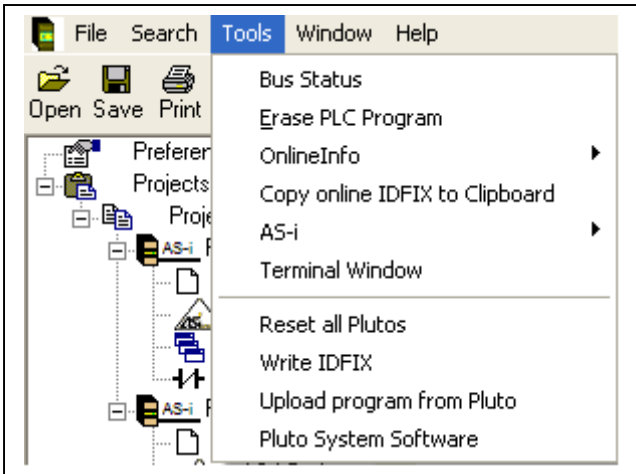 File Search Tools Window Help
Open Save Print
Bus Status
Erase PLC Program
OnlineInfo
Copy online IDFIX to Clipboard
AS-i
Terminal Window
Reset all Plutos
Write IDFIX
Upload program from Pluto
Pluto System Software
Preferer
Projects
Proje
AS-i
AS-i